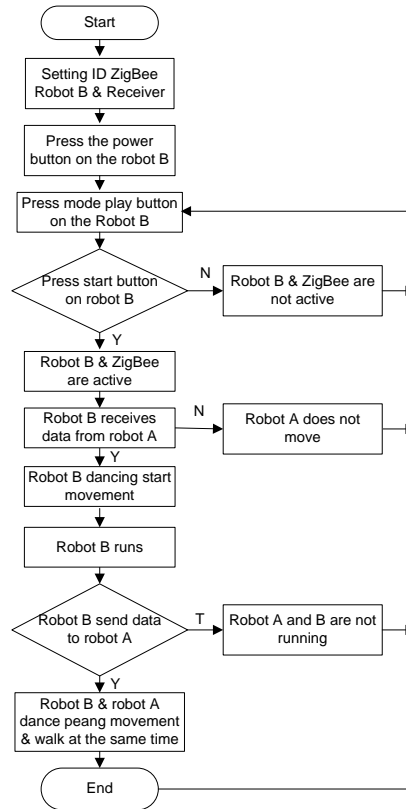 Start
Setting ID ZigBee
Robot B & Receiver
Press the power
button on the robot B
Press mode play button
on the Robot B
Press start button
on robot B
N
Robot B & ZigBee are
not active
Y
Robot B & ZigBee
are active
Robot B receives
data from robot A
N
Robot A does not
move
Y
Robot B dancing start
movement
Robot B runs
Robot B send data
to robot A
T
Robot A and B are not
running
Y
Robot B & robot A
dance peang movement
& walk at the same time
End